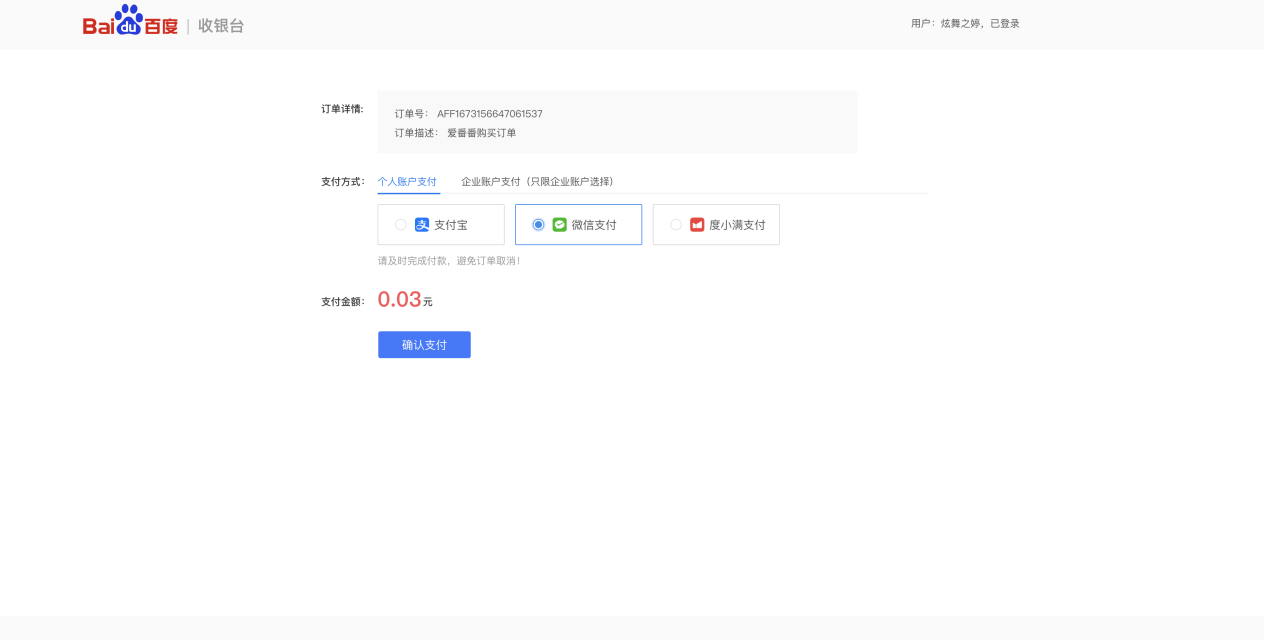 Bai du 百度 | 收银台
用户：炫舞之婷，已登录
订单详情:
订单号： AFF1673156647061537
订单描述： 爱番番购买订单
支付方式：
个人账户支付 企业账户支付（只限企业账户选择）
支付宝 微信支付 度小满支付
请及时完成付款，避免订单取消！
支付金额： 0.03元
确认支付